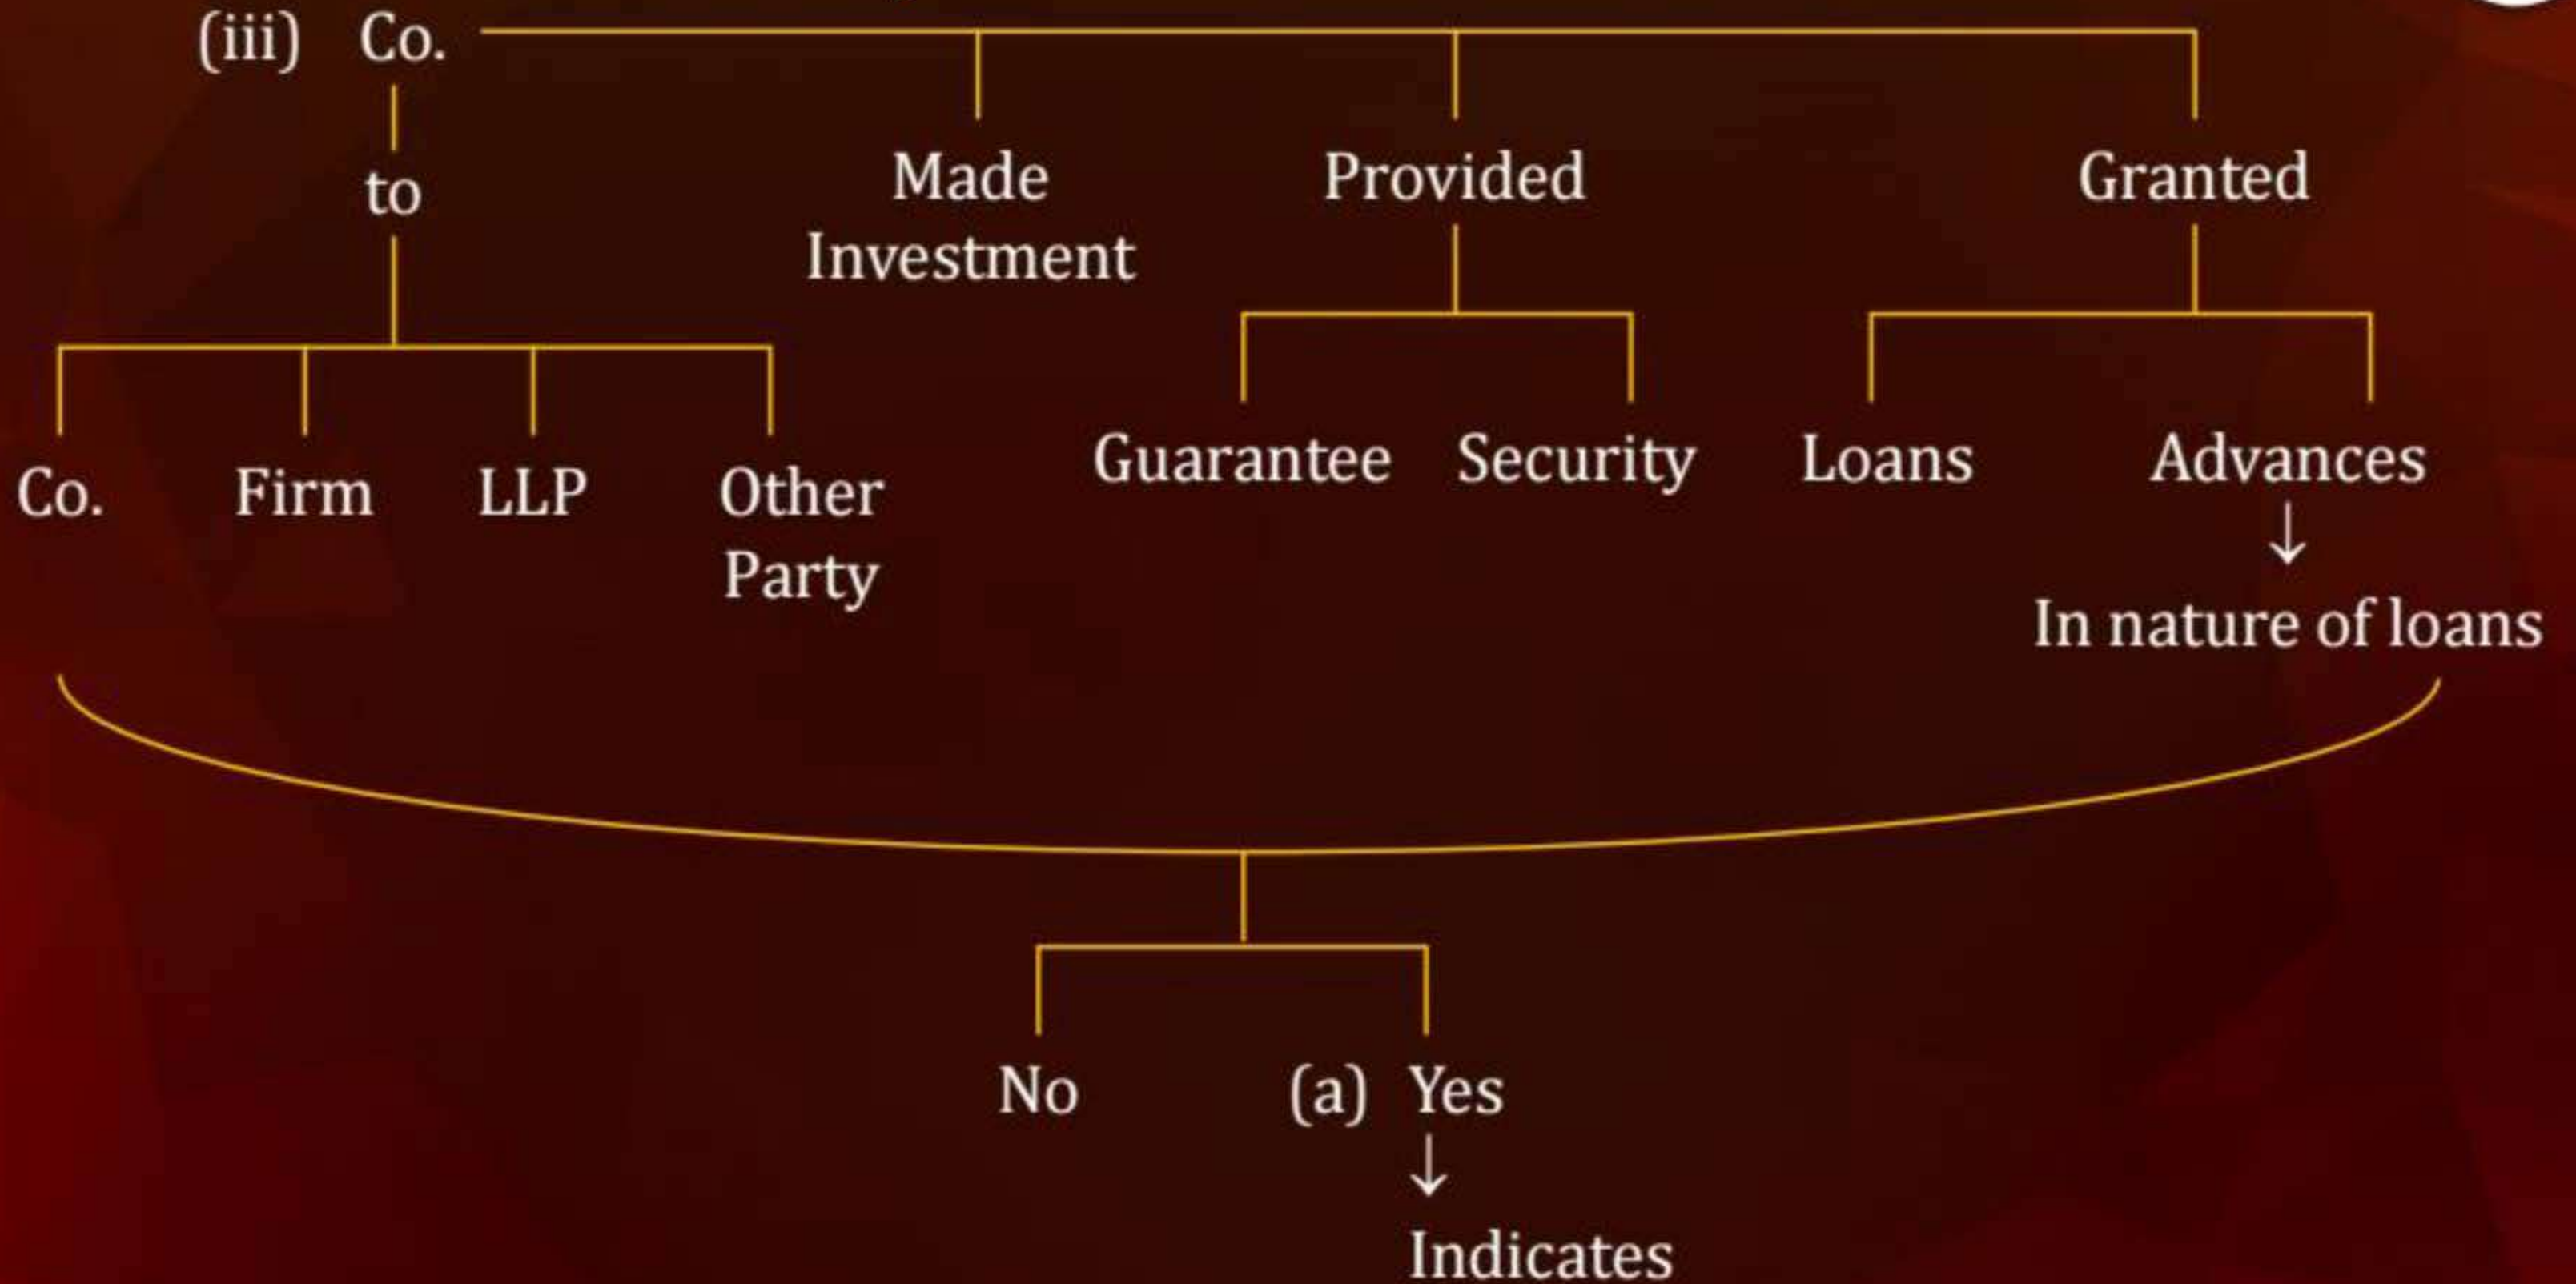 (iii) Co.
to
Made
Investment
Provided
Granted
Co. Firm LLP Other
Party
Guarantee Security Loans Advances
↓
In nature of loans
No (a) Yes
↓
Indicates